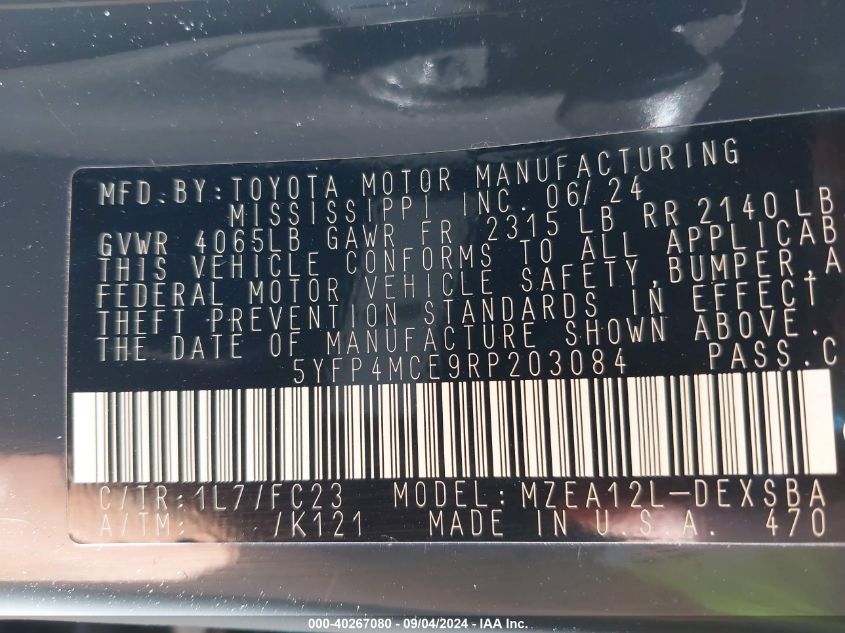 MFD.BY:TOYOTA MOTOR MANUFACTURING
MISSISSIPPI INC. 06/24
GVWR 4065LB GAWR FR 2315 LB RR 2140 LB
THIS VEHICLE CONFORMS TO ALL APPLICAB
FEDERAL MOTOR VEHICLE SAFETY,BUMPER,A
THEFT PREVENTION STANDARDS IN EFFECT
THE DATE OF MANUFACTURE SHOWN ABOVE.
5YFP4MCE9RP203084 PASS.C
C/TR:1L7/FC23 MODEL:MZEA12L-DEXSBA
A/TM: /K121 MADE IN U.S.A. 470
000-40267080 - 09/04/2024 - IAA Inc.